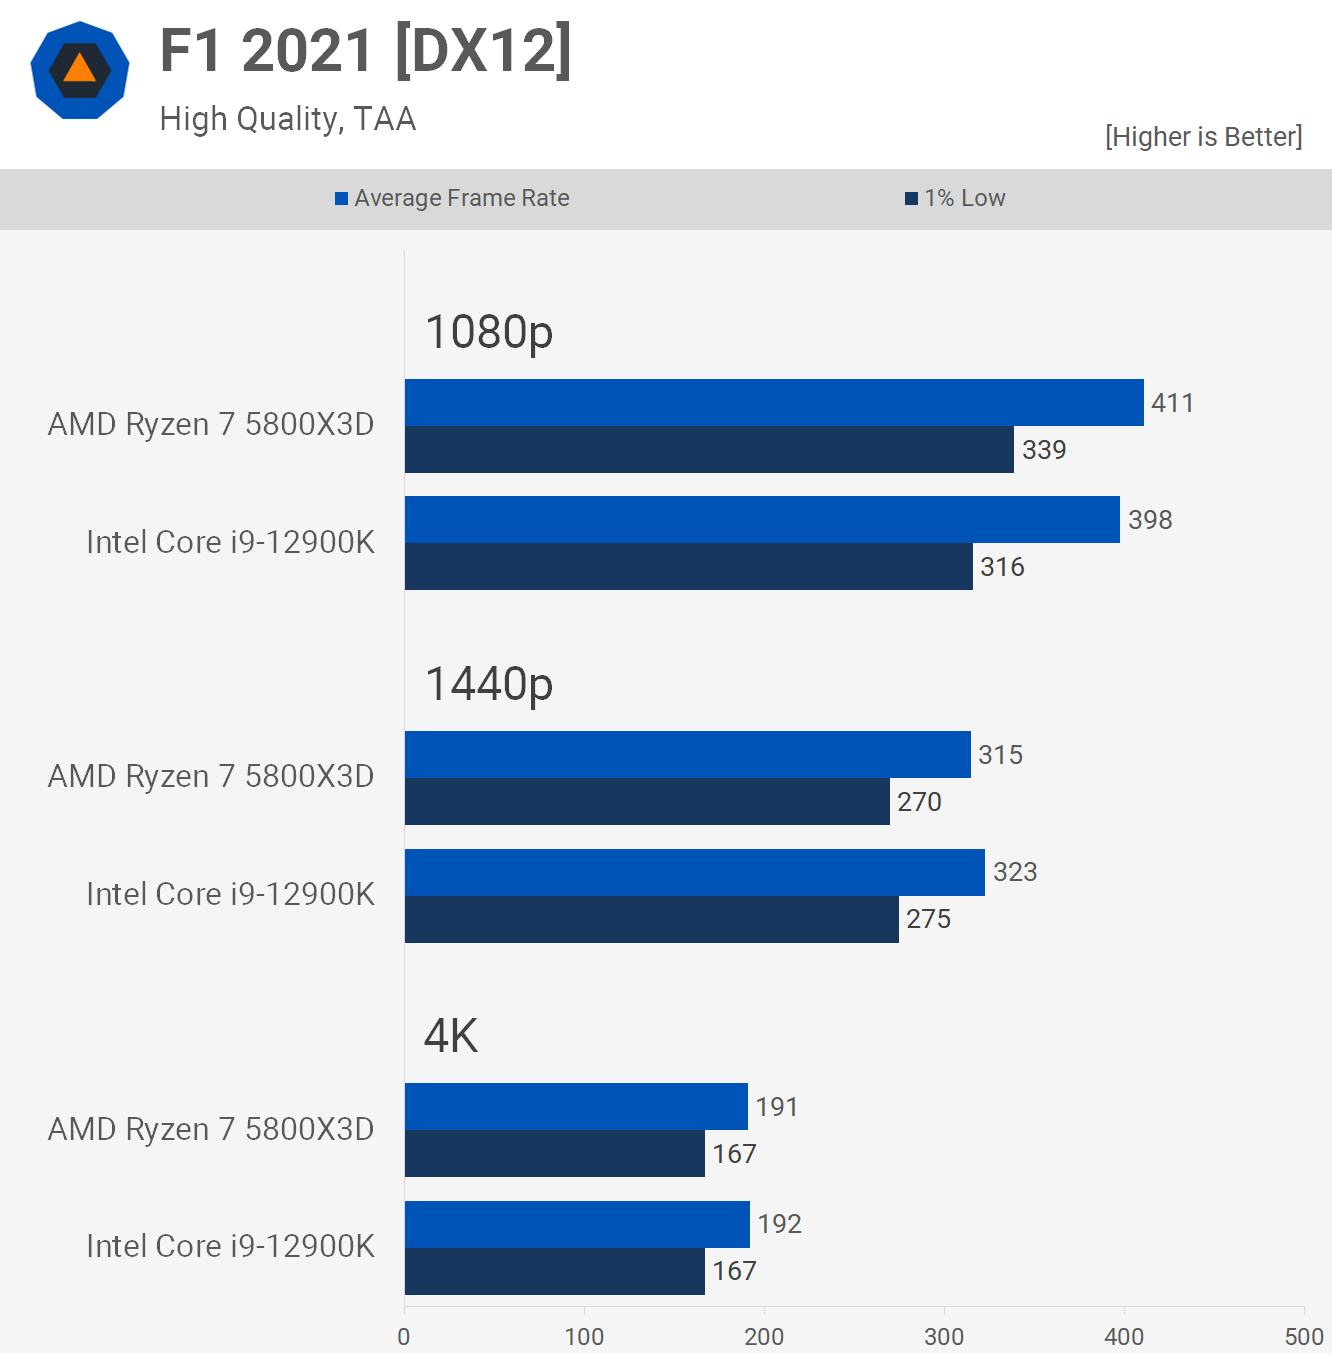 F1 2021 [DX12]
High Quality, TAA
[Higher is Better]
Average Frame Rate 1% Low
1080p
AMD Ryzen 7 5800X3D 411
339
Intel Core i9-12900K 398
316
1440p
AMD Ryzen 7 5800X3D 315
270
Intel Core i9-12900K 323
275
4K
AMD Ryzen 7 5800X3D 191
167
Intel Core i9-12900K 192
167
0 100 200 300 400 500